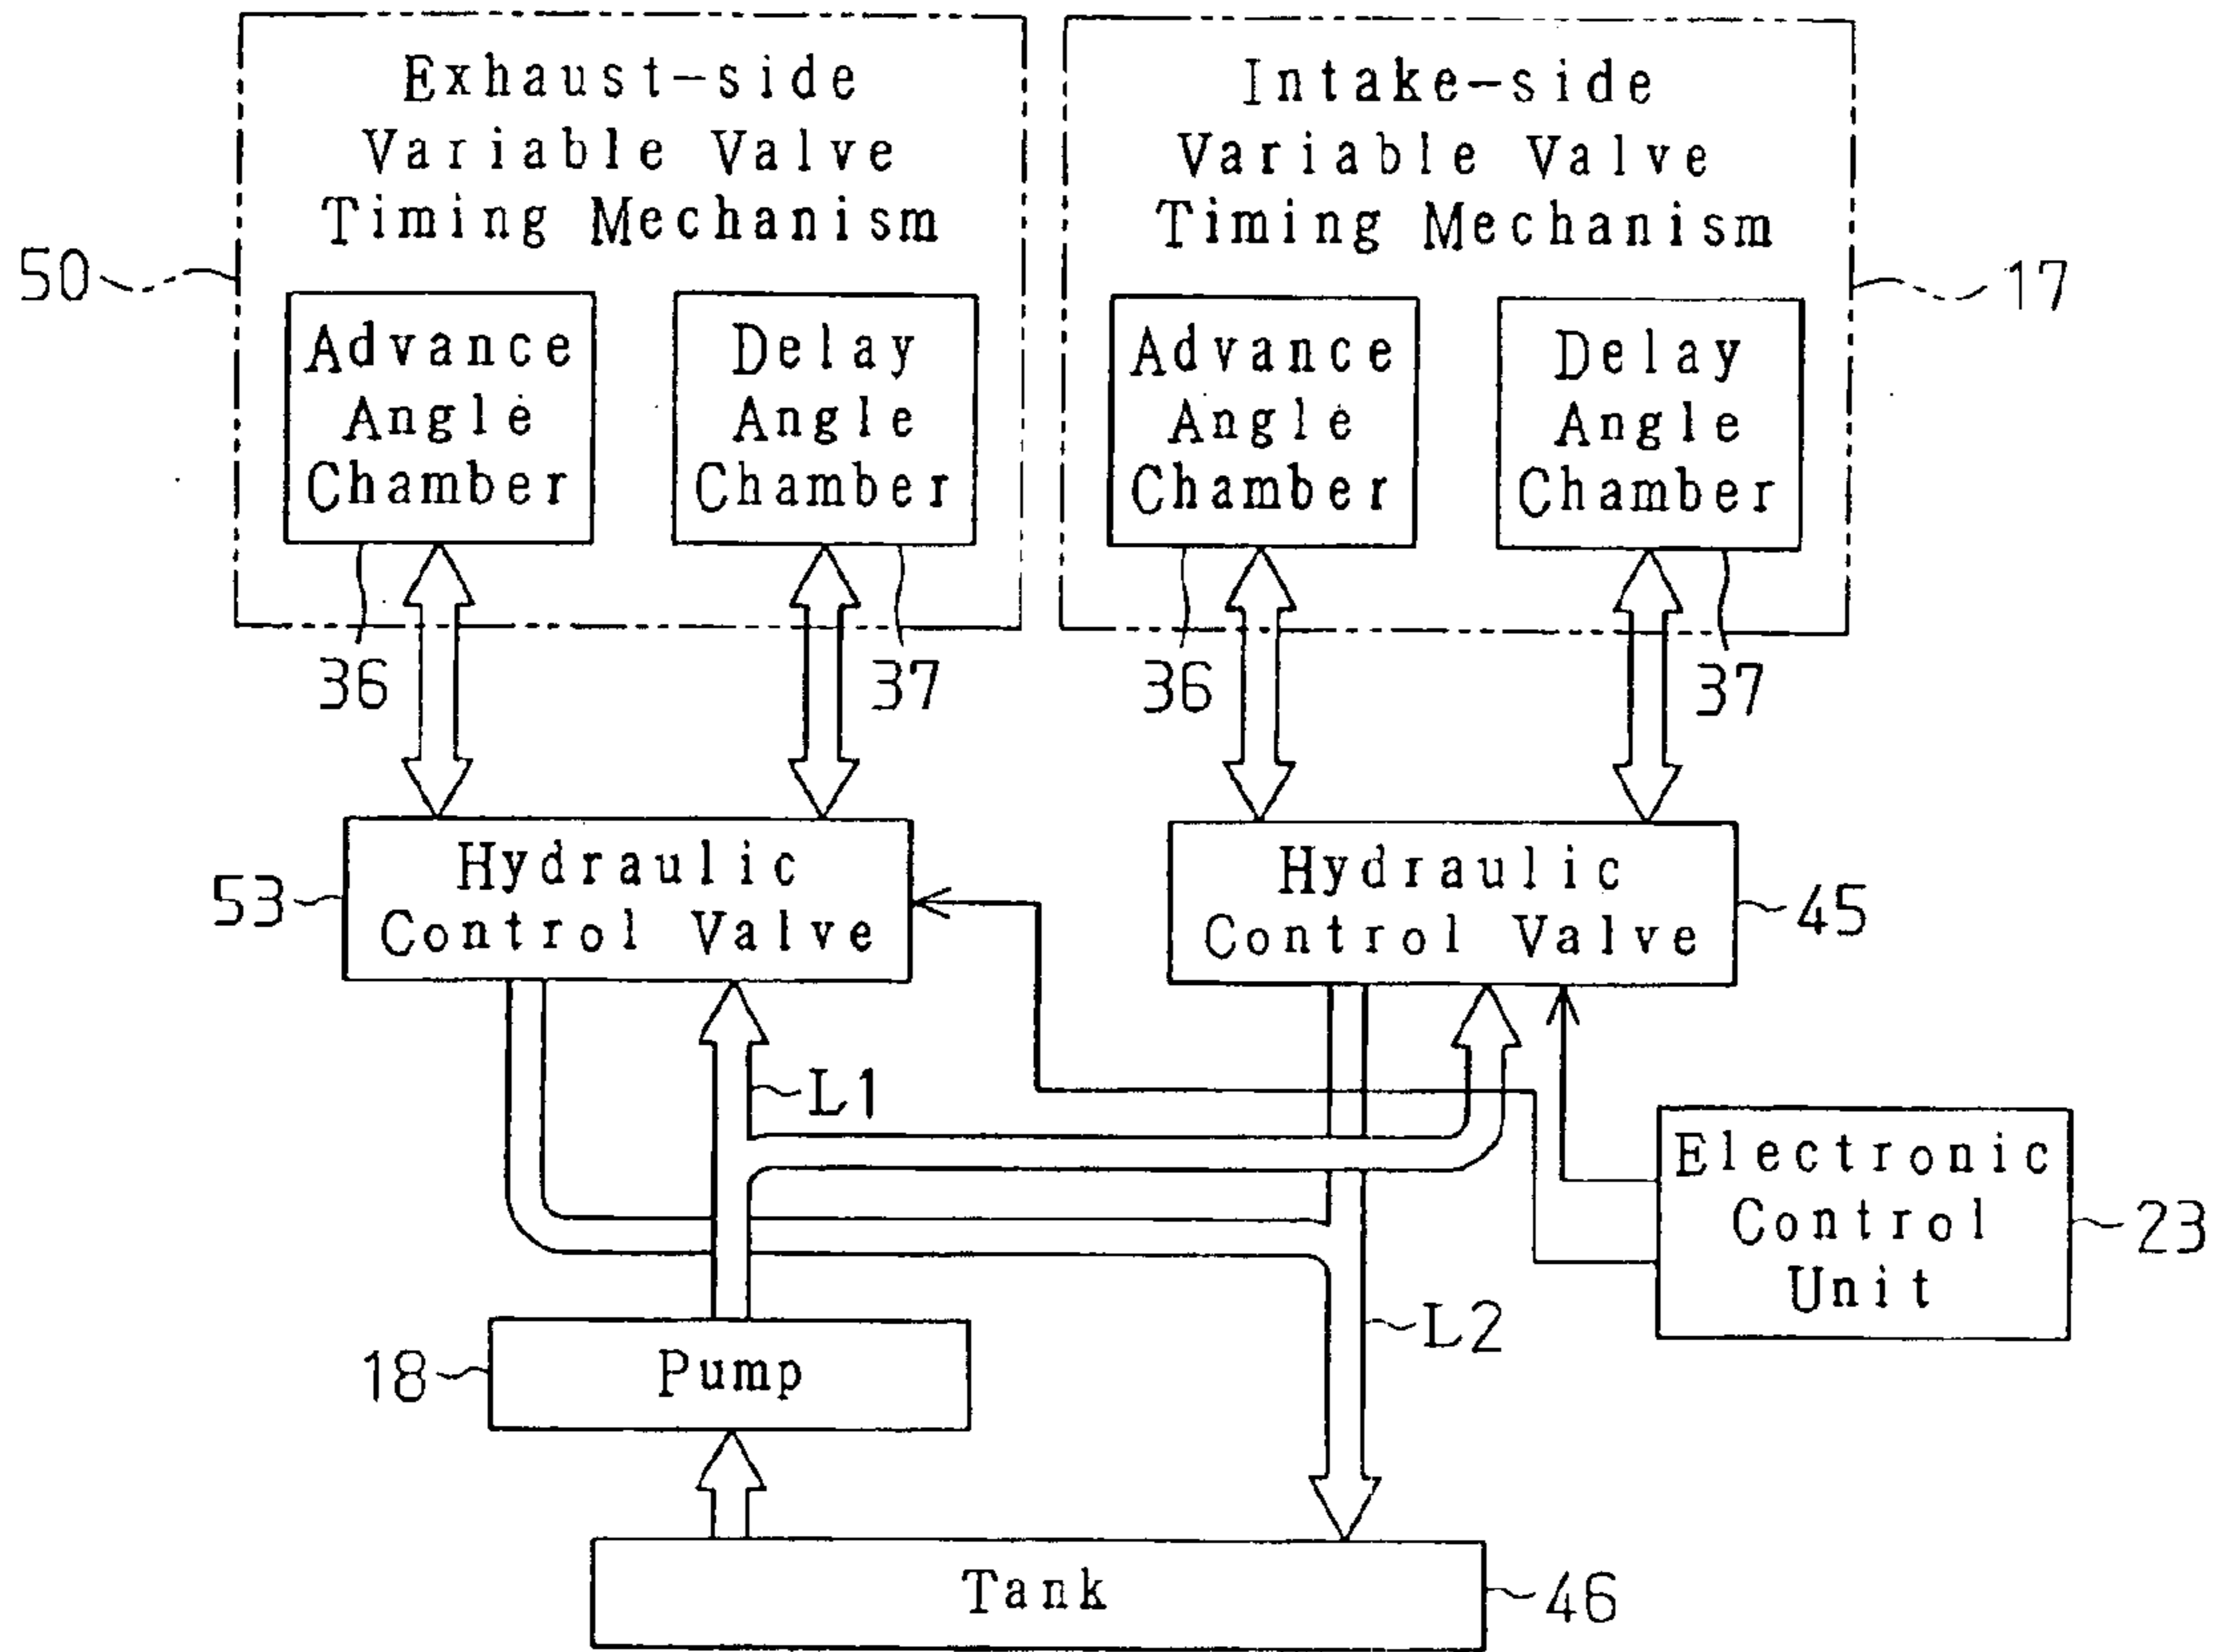 Exhaust-side
Variable Valve
Timing Mechanism
Intake-side
Variable Valve
Timing Mechanism
50
17
Advance
Angle
Chamber
Delay
Angle
Chamber
Advance
Angle
Chamber
Delay
Angle
Chamber
36
37
36
37
53
Hydraulic
Control Valve
Hydraulic
Control Valve
45
L1
Electronic
Control
Unit
23
L2
18
Pump
Tank
46